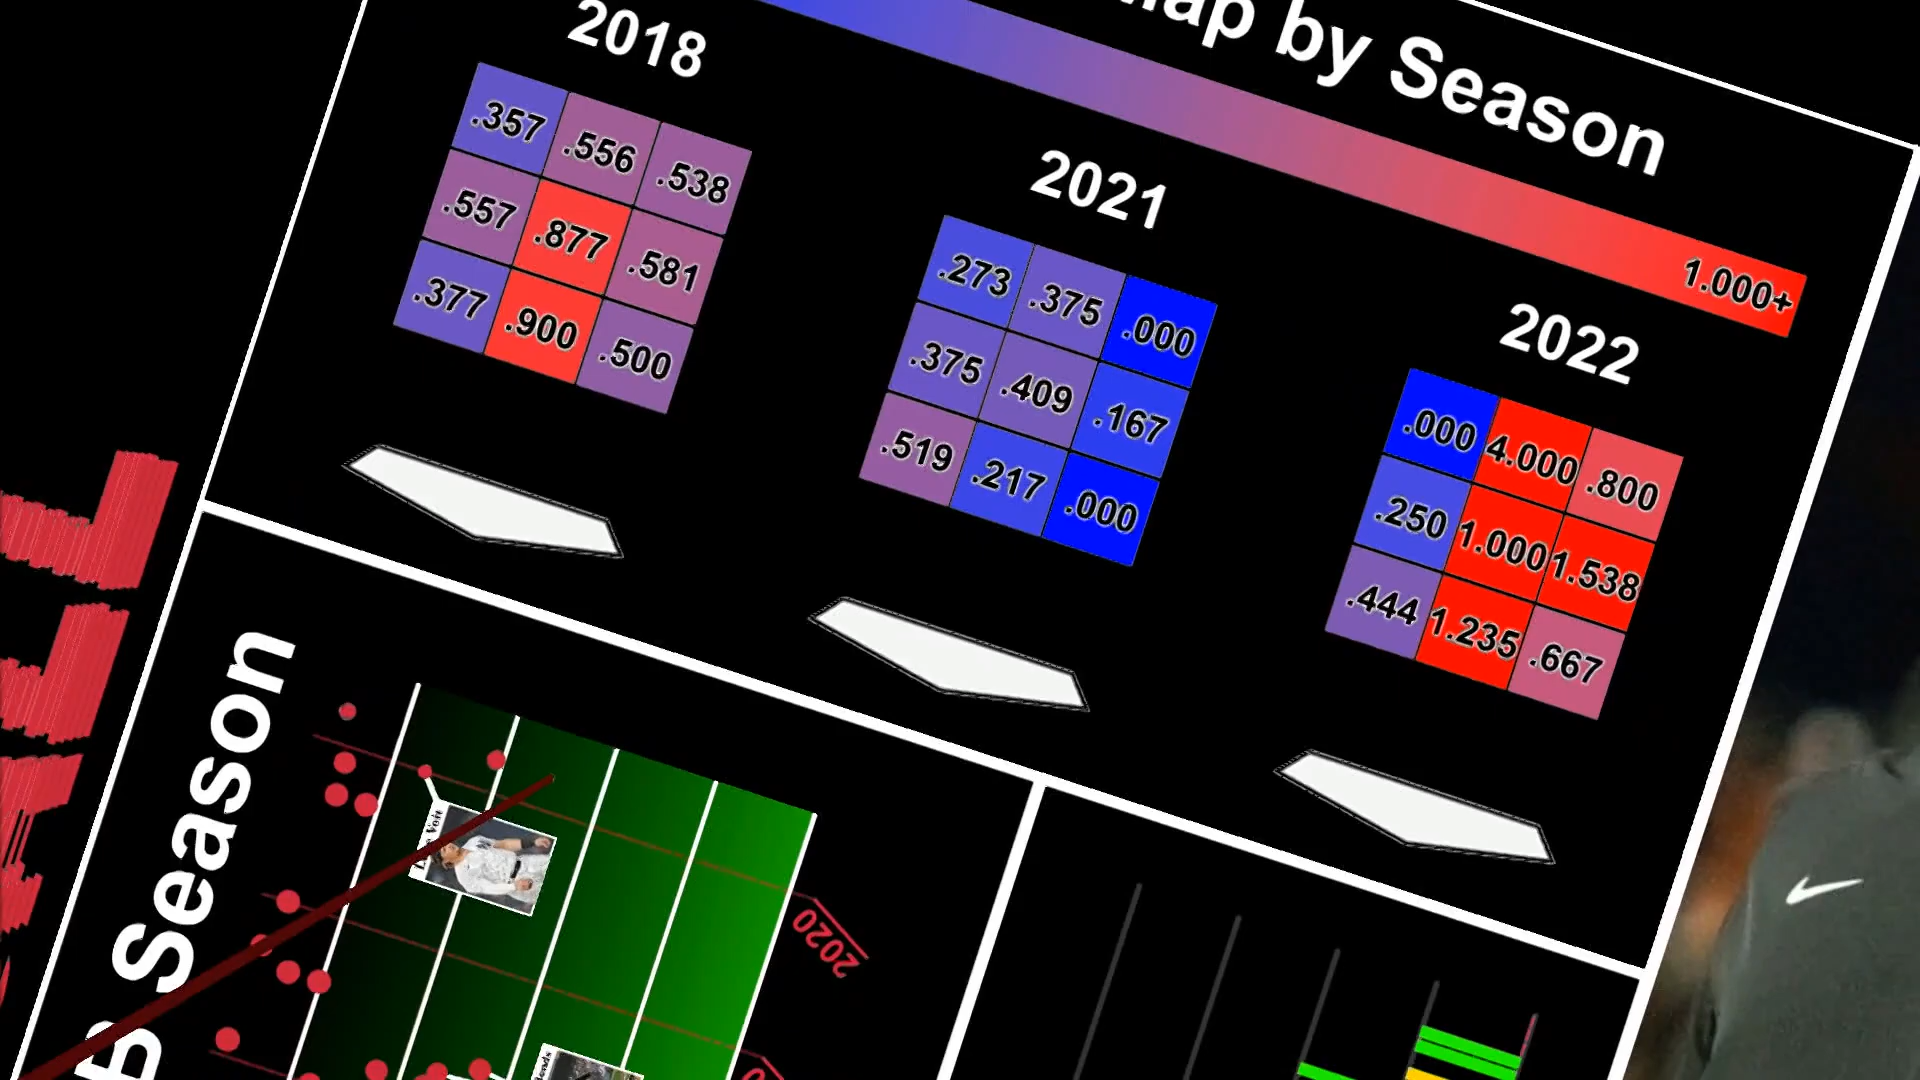 by Season
2018
.357 .556 .538
.557 .877 .581
.377 .900 .500
2021
.273 .375 .000
.375 .409 .167
.519 .217 .000
1.000+
2022
.000 4.000 .800
.250 1.000 1.538
.444 1.235 .667
Season
2020